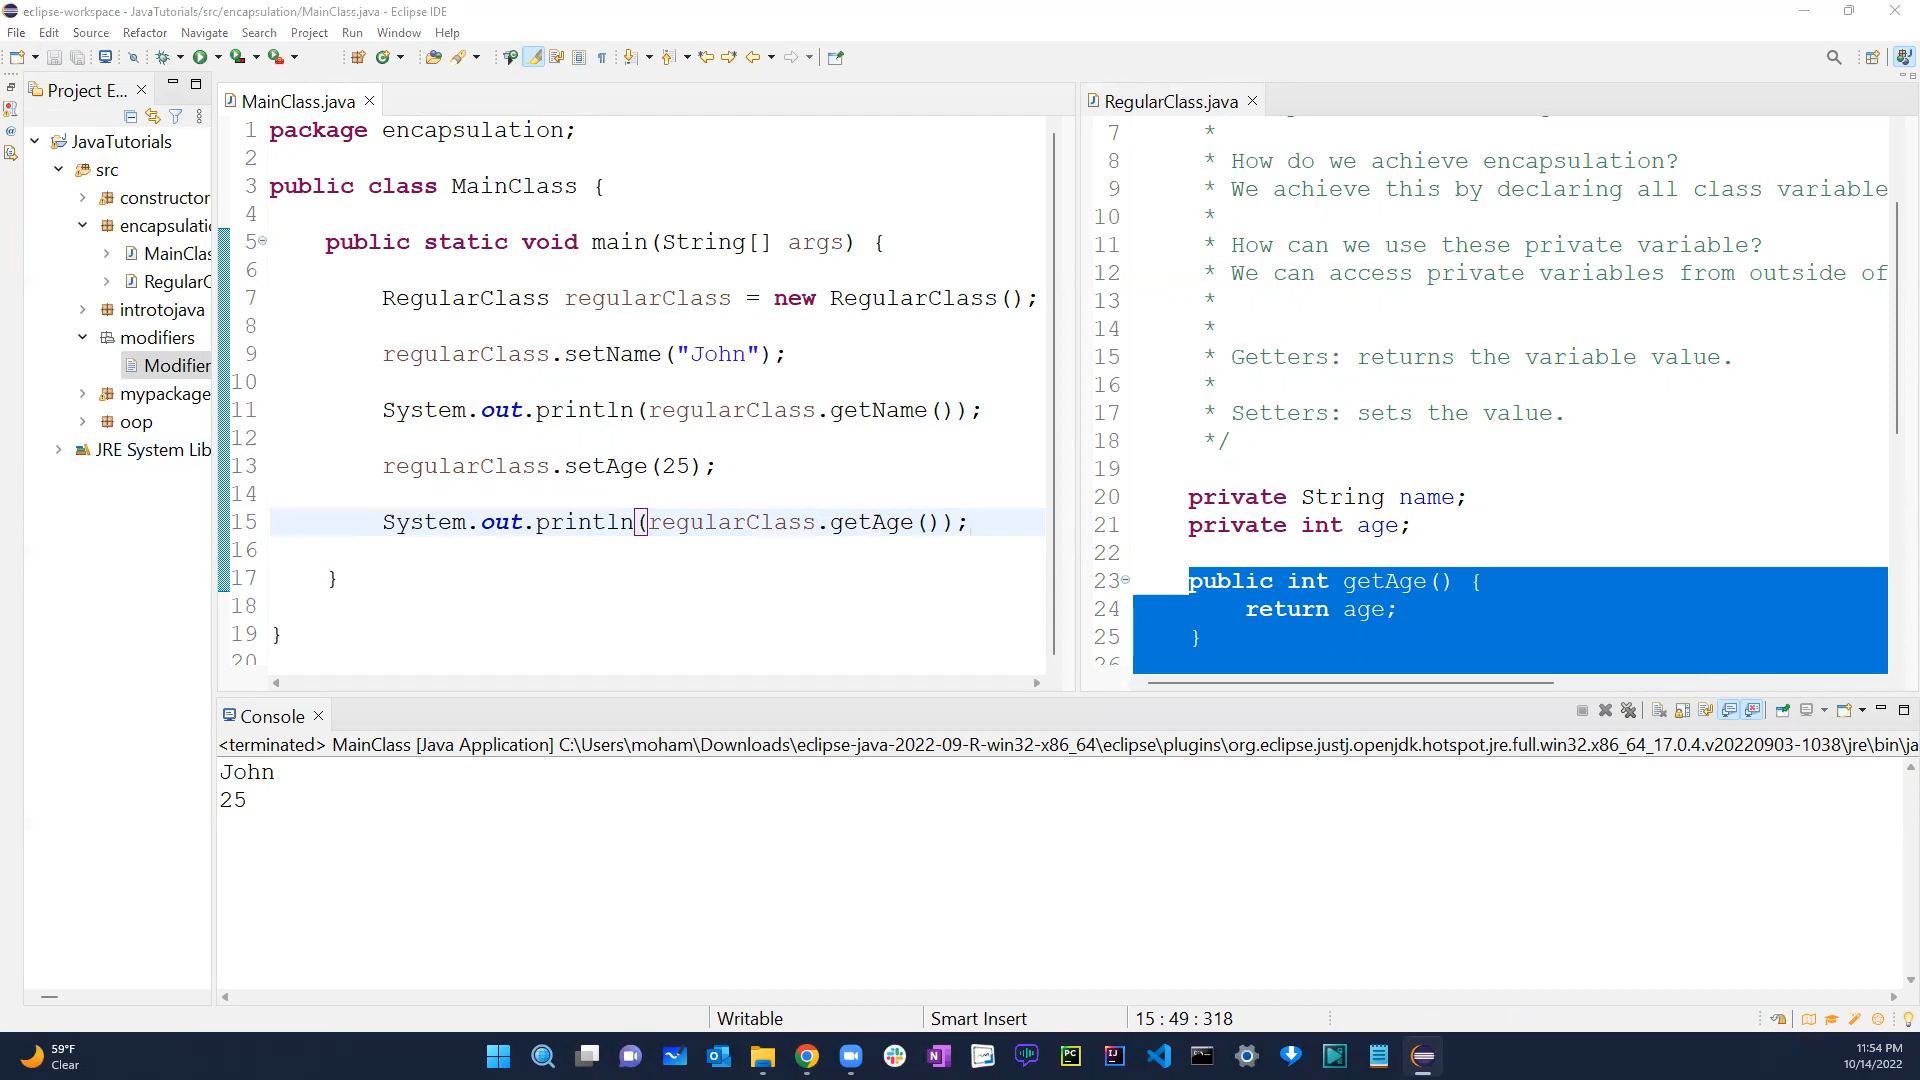 eclipse-workspace - JavaTutorials/src/encapsulation/MainClass.java - Eclipse IDE
File Edit Source Refactor Navigate Search Project Run Window Help
Project E...
JavaTutorials
src
constructor
encapsulatio
MainClas
RegularC
introtojava
modifiers
Modifier
mypackage
oop
JRE System Lib
MainClass.java
1 package encapsulation;
2
3 public class MainClass {
4
5 public static void main(String[] args) {
6
7 RegularClass regularClass = new RegularClass();
8
9 regularClass.setName("John");
10
11 System.out.println(regularClass.getName());
12
13 regularClass.setAge(25);
14
15 System.out.println(regularClass.getAge());
16
17 }
18
19 }
20
RegularClass.java
7 *
8 * How do we achieve encapsulation?
9 * We achieve this by declaring all class variable
10 *
11 * How can we use these private variable?
12 * We can access private variables from outside of
13 *
14 *
15 * Getters: returns the variable value.
16 *
17 * Setters: sets the value.
18 */
19
20 private String name;
21 private int age;
22
23 public int getAge() {
24 return age;
25 }
26
Console
<terminated> MainClass [Java Application] C:\Users\moham\Downloads\eclipse-java-2022-09-R-win32-x86_64\eclipse\plugins\org.eclipse.justj.openjdk.hotspot.jre.full.win32.x86_64_17.0.4.v20220903-1038\jre\bin\ja
John
25
Writable Smart Insert 15 : 49 : 318
59°F
Clear
11:54 PM
10/14/2022